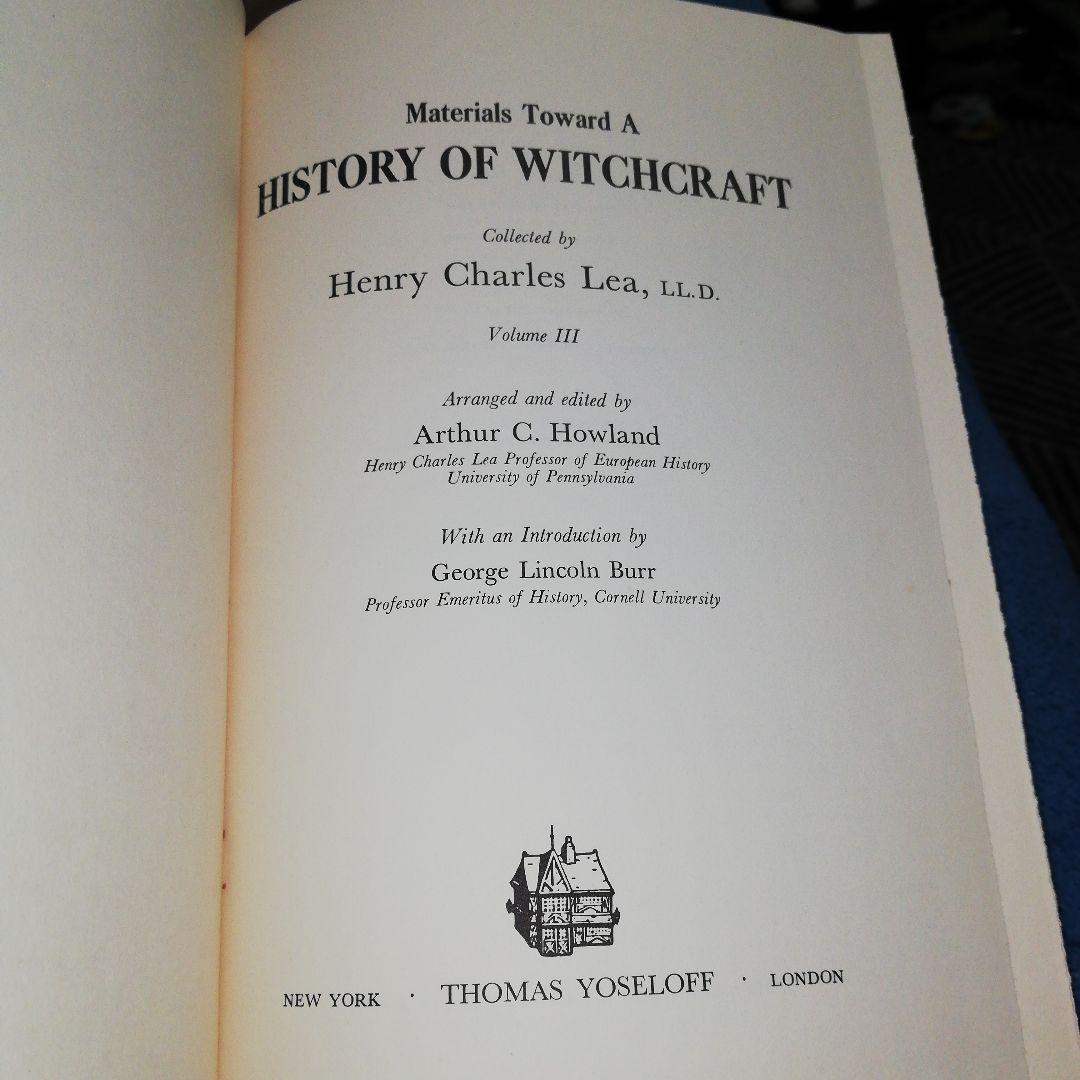 Materials Toward A
HISTORY OF WITCHCRAFT
Collected by
Henry Charles Lea, LL.D.
Volume III
Arranged and edited by
Arthur C. Howland
Henry Charles Lea Professor of European History
University of Pennsylvania
With an Introduction by
George Lincoln Burr
Professor Emeritus of History, Cornell University
NEW YORK · THOMAS YOSELOFF · LONDON